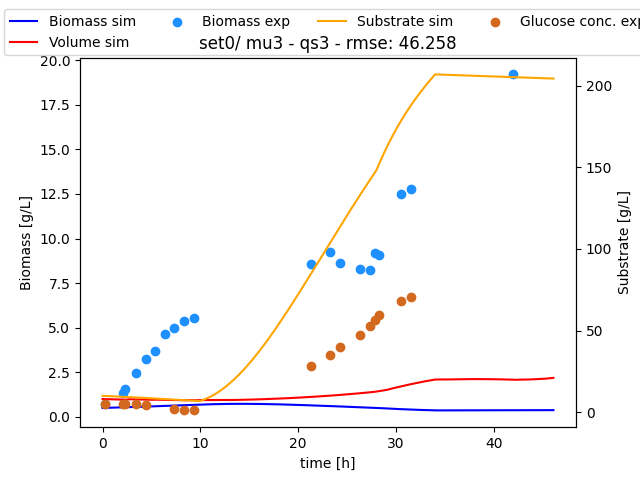 Biomass sim Biomass exp Substrate sim Glucose conc. exp
Volume sim
set0/ mu3 - qs3 - rmse: 46.258
20.0
17.5
15.0
12.5
10.0
7.5
5.0
2.5
0.0
Biomass [g/L]
200
150
100
50
0
Substrate [g/L]
0 10 20 30 40
time [h]